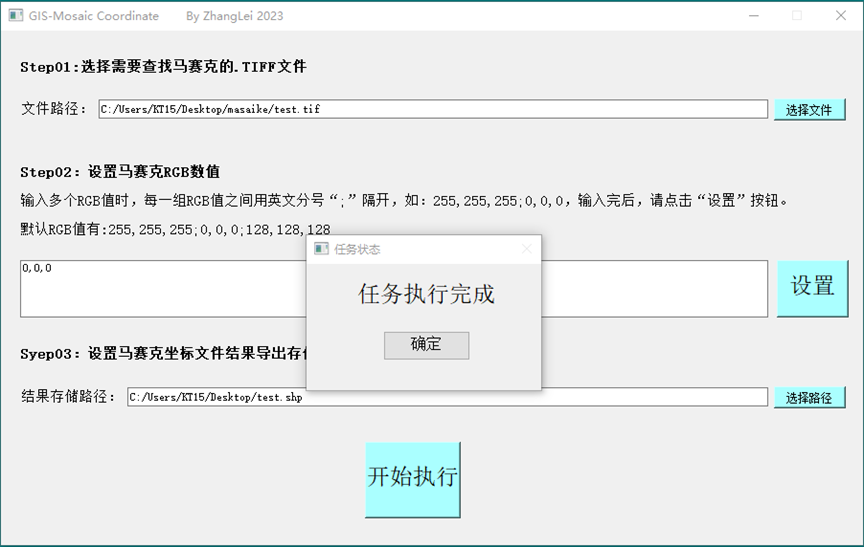 GIS-Mosaic Coordinate By ZhangLei 2023
Step01:选择需要查找马赛克的.TIFF文件
文件路径: C:/Users/KT15/Desktop/masaike/test.tif 选择文件
Step02: 设置马赛克RGB数值
输入多个RGB值时，每一组RGB值之间用英文分号“;”隔开，如: 255,255,255;0,0,0，输入完后，请点击“设置”按钮。
默认RGB值有:255,255,255;0,0,0;128,128,128
任务状态
0,0,0
任务执行完成
设置
确定
Syep03: 设置马赛克坐标文件结果导出存
结果存储路径: C:/Users/KT15/Desktop/test.shp 选择路径
开始执行